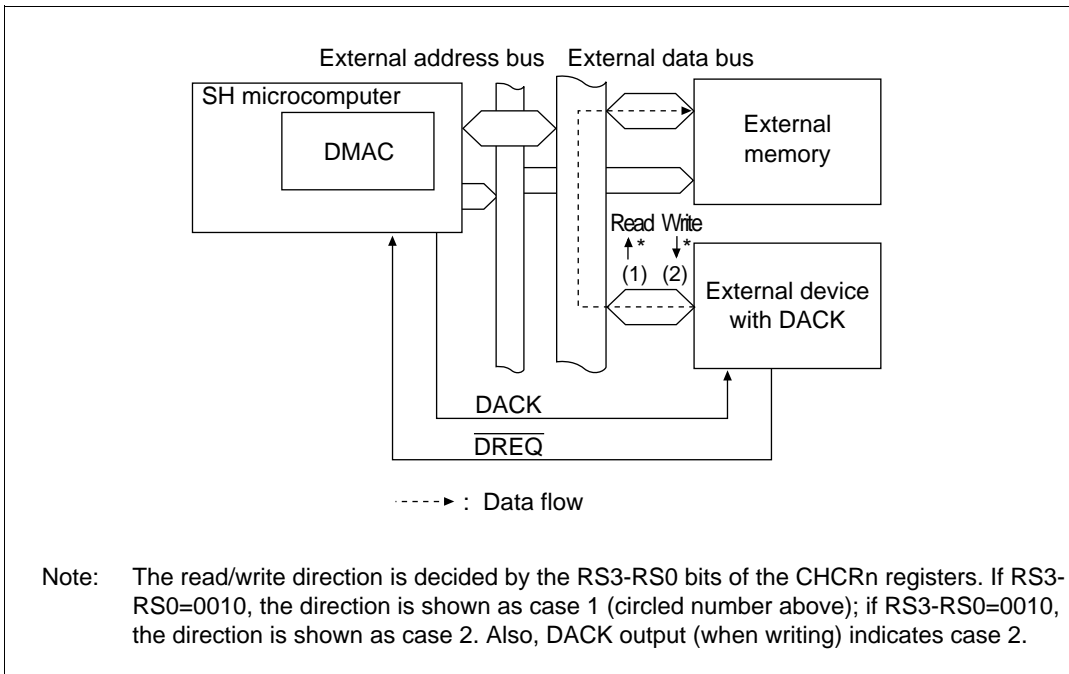 External address bus
External data bus
SH microcomputer
DMAC
External
memory
Read Write
* *
(1) (2)
External device
with DACK
DACK
DREQ
: Data flow
Note: The read/write direction is decided by the RS3-RS0 bits of the CHCRn registers. If RS3-
RS0=0010, the direction is shown as case 1 (circled number above); if RS3-RS0=0010,
the direction is shown as case 2. Also, DACK output (when writing) indicates case 2.